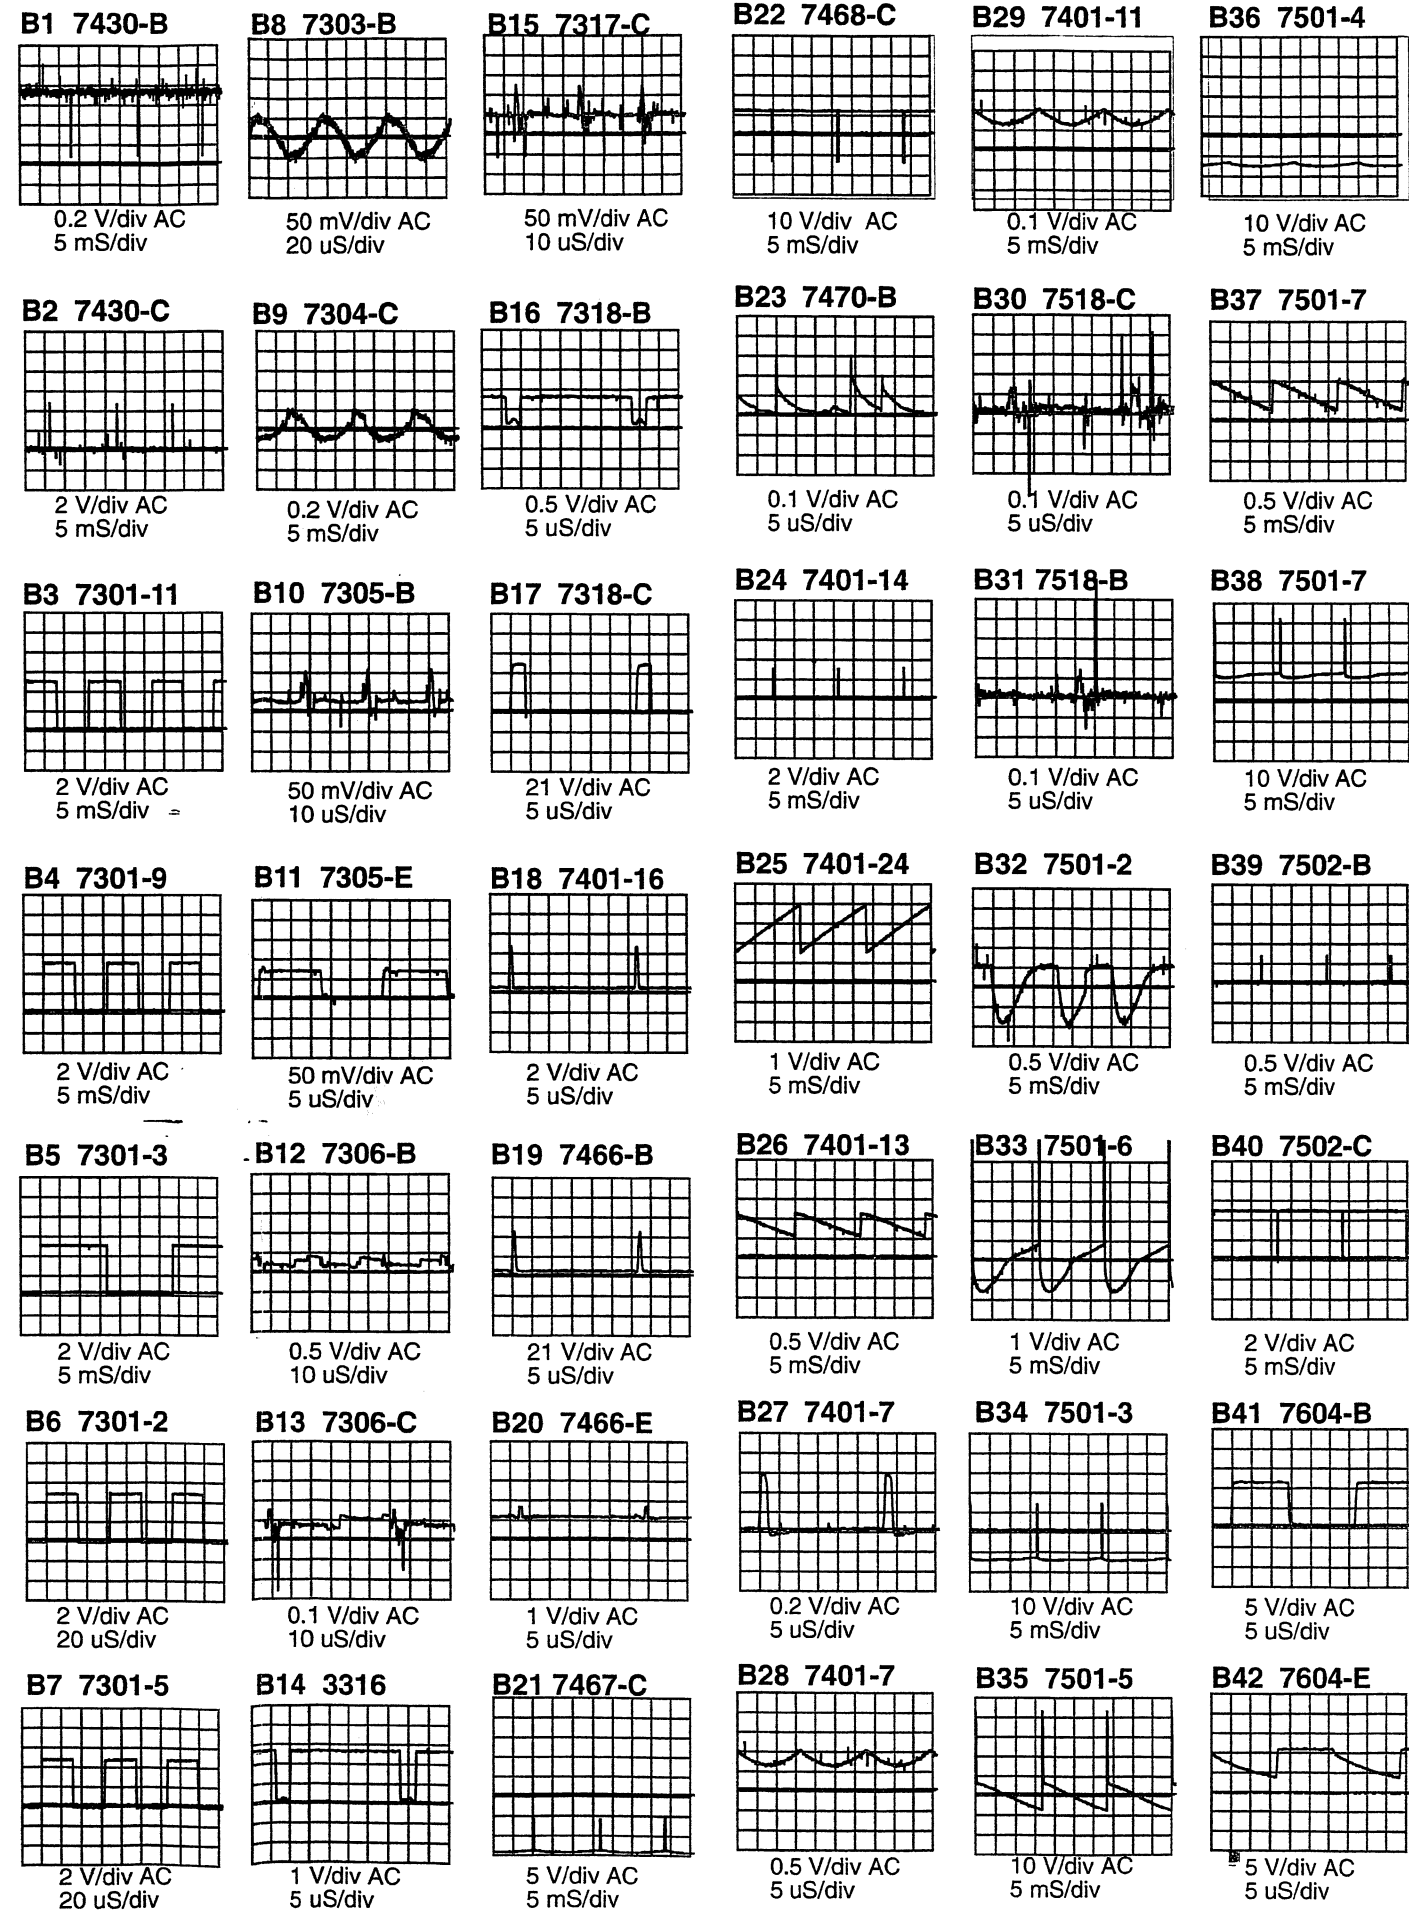 B1 7430-B
0.2 V/div AC
5 mS/div
B2 7430-C
2 V/div AC
5 mS/div
B3 7301-11
2 V/div AC
5 mS/div
B4 7301-9
2 V/div AC
5 mS/div
B5 7301-3
2 V/div AC
5 mS/div
B6 7301-2
2 V/div AC
20 uS/div
B7 7301-5
2 V/div AC
20 uS/div
B8 7303-B
50 mV/div AC
20 uS/div
B9 7304-C
0.2 V/div AC
5 mS/div
B10 7305-B
50 mV/div AC
10 uS/div
B11 7305-E
50 mV/div AC
5 uS/div
B12 7306-B
0.5 V/div AC
10 uS/div
B13 7306-C
0.1 V/div AC
10 uS/div
B14 3316
1 V/div AC
5 uS/div
B15 7317-C
50 mV/div AC
10 uS/div
B16 7318-B
0.5 V/div AC
5 uS/div
B17 7318-C
21 V/div AC
5 uS/div
B18 7401-16
2 V/div AC
5 uS/div
B19 7466-B
21 V/div AC
5 uS/div
B20 7466-E
1 V/div AC
5 uS/div
B21 7467-C
5 V/div AC
5 mS/div
B22 7468-C
10 V/div AC
5 mS/div
B23 7470-B
0.1 V/div AC
5 uS/div
B24 7401-14
2 V/div AC
5 mS/div
B25 7401-24
1 V/div AC
5 mS/div
B26 7401-13
0.5 V/div AC
5 mS/div
B27 7401-7
0.2 V/div AC
5 uS/div
B28 7401-7
0.5 V/div AC
5 uS/div
B29 7401-11
0.1 V/div AC
5 mS/div
B30 7518-C
0.1 V/div AC
5 uS/div
B31 7518-B
0.1 V/div AC
5 uS/div
B32 7501-2
0.5 V/div AC
5 mS/div
B33 7501-6
1 V/div AC
5 mS/div
B34 7501-3
10 V/div AC
5 mS/div
B35 7501-5
10 V/div AC
5 mS/div
B36 7501-4
10 V/div AC
5 mS/div
B37 7501-7
0.5 V/div AC
5 mS/div
B38 7501-7
10 V/div AC
5 mS/div
B39 7502-B
0.5 V/div AC
5 mS/div
B40 7502-C
2 V/div AC
5 mS/div
B41 7604-B
5 V/div AC
5 uS/div
B42 7604-E
5 V/div AC
5 uS/div